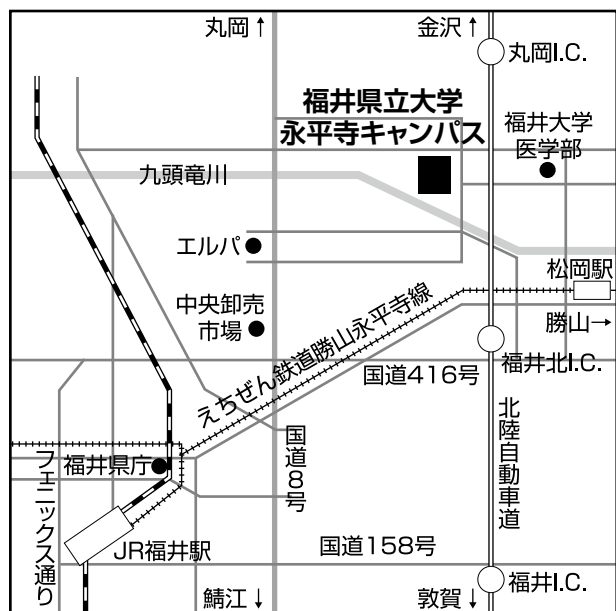 丸岡↑
金沢↑
丸岡I.C.
福井県立大学
永平寺キャンパス
福井大学
医学部
九頭竜川
エルパ
松岡駅
中央卸売
市場
勝山→
えちぜん鉄道勝山永平寺線
福井北I.C.
国道416号
北陸自動車道
国道8号
福井県庁
フェニックス通り
JR福井駅
国道158号
福井I.C.
鯖江↓
敦賀↓